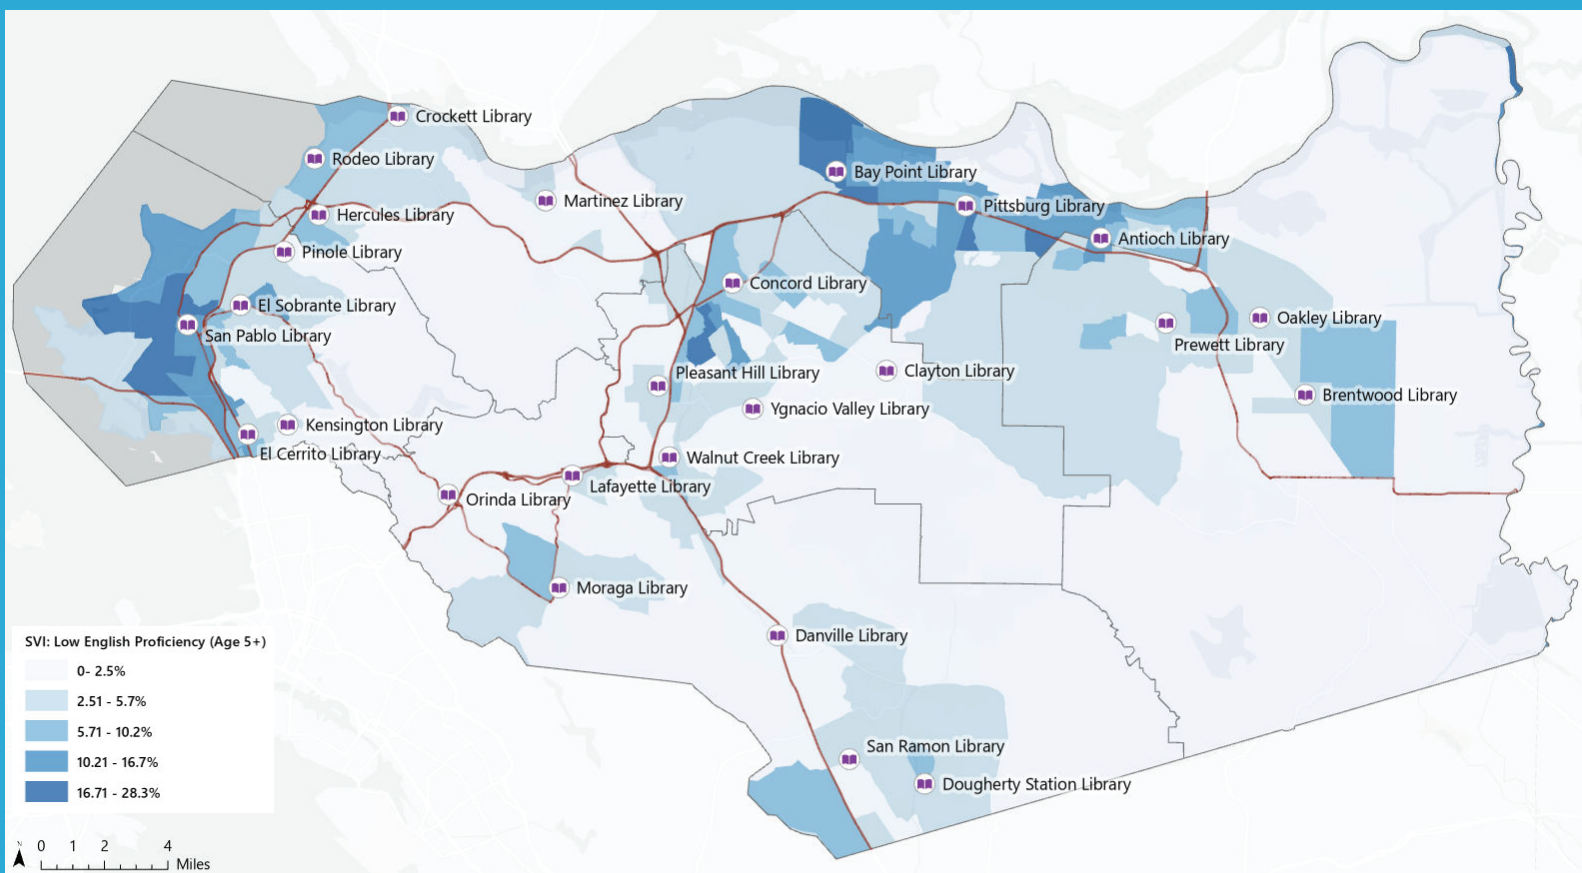 Crockett Library
Rodeo Library
Bay Point Library
Martinez Library
Pittsburg Library
Hercules Library
Antioch Library
Pinole Library
Concord Library
El Sobrante Library
Oakley Library
San Pablo Library
Prewett Library
Pleasant Hill Library
Clayton Library
Brentwood Library
Ygnacio Valley Library
Kensington Library
El Cerrito Library
Walnut Creek Library
Lafayette Library
Orinda Library
Moraga Library
Danville Library
San Ramon Library
Dougherty Station Library
SVI: Low English Proficiency (Age 5+)
0- 2.5%
2.51 - 5.7%
5.71 - 10.2%
10.21 - 16.7%
16.71 - 28.3%
N
0 1 2 4
Miles